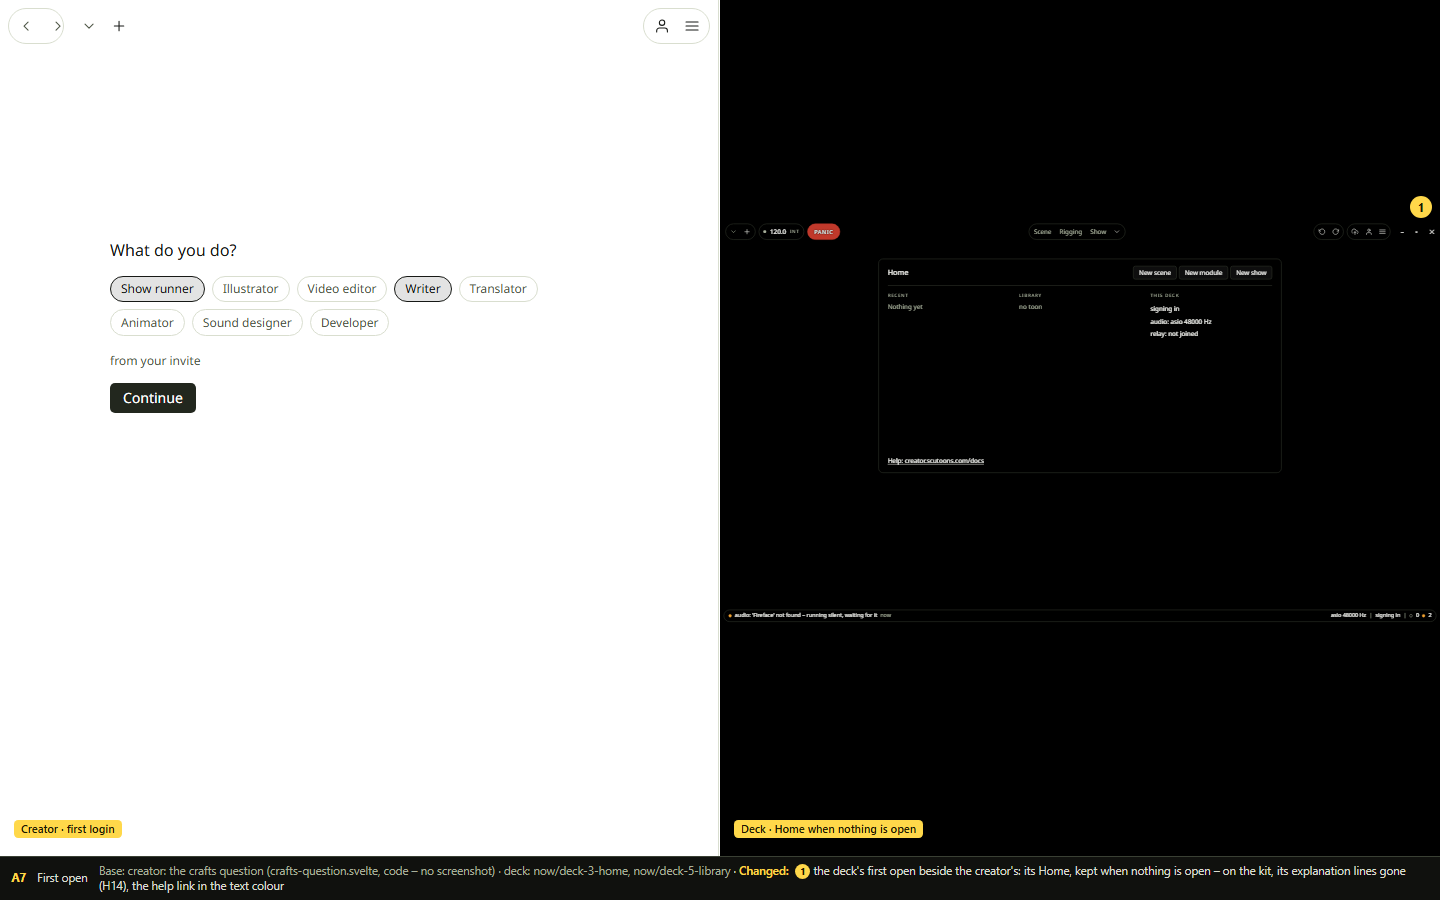 What do you do?
Show runner
Illustrator
Video editor
Writer
Translator
Animator
Sound designer
Developer
from your invite
Continue
Creator · first login
1
120.0 INT
PANIC
Scene Rigging Show
Home
New scene
New module
New show
RECENT
LIBRARY
THIS DECK
Nothing yet
no toon
signing in
audio: asio 48000 Hz
relay: not joined
Help: creator.scutoons.com/docs
audio: 'Fireface' not found – running silent, waiting for it now
asio 48000 Hz | signing in | 0 2
Deck · Home when nothing is open
A7 First open
Base: creator: the crafts question (crafts-question.svelte, code – no screenshot) · deck: now/deck-3-home, now/deck-5-library · Changed: 1 the deck's first open beside the creator's: its Home, kept when nothing is open – on the kit, its explanation lines gone
(H14), the help link in the text colour